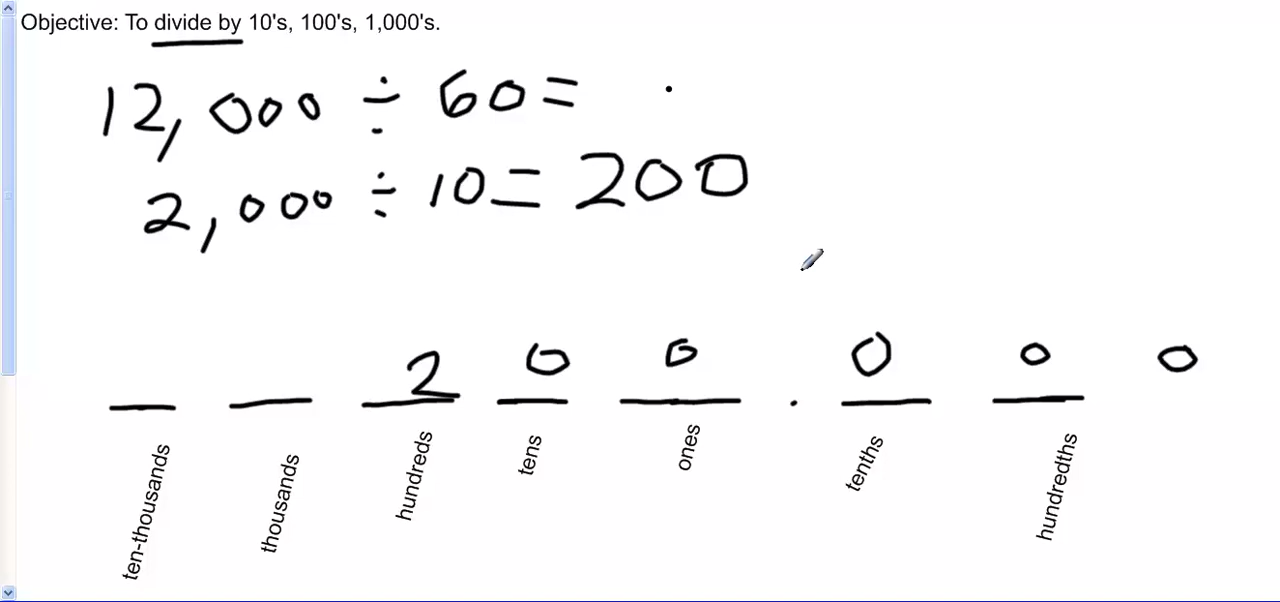 Objective: To divide by 10's, 100's, 1,000's.
12,000 ÷ 60 =
2,000 ÷ 10 = 200
2 0 0 . 0 0 0
ten-thousands thousands hundreds tens ones tenths hundredths